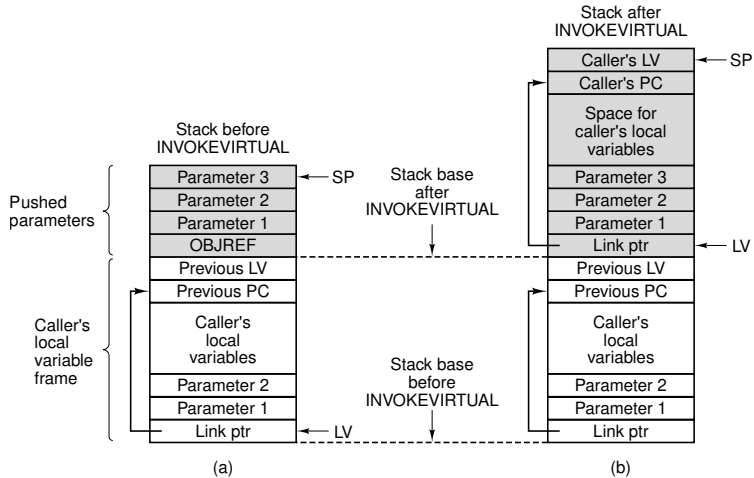 Stack after
INVOKEVIRTUAL
Caller's LV
SP
Caller's PC
Space for
caller's local
variables
Stack before
INVOKEVIRTUAL
Parameter 3
SP
Parameter 2
Parameter 1
OBJREF
Pushed
parameters
Stack base
after
INVOKEVIRTUAL
Parameter 3
Parameter 2
Parameter 1
Link ptr
LV
Previous LV
Previous PC
Caller's
local
variables
Parameter 2
Parameter 1
Link ptr
LV
Caller's
local
variable
frame
Stack base
before
INVOKEVIRTUAL
Previous LV
Previous PC
Caller's
local
variables
Parameter 2
Parameter 1
Link ptr
(a)
(b)